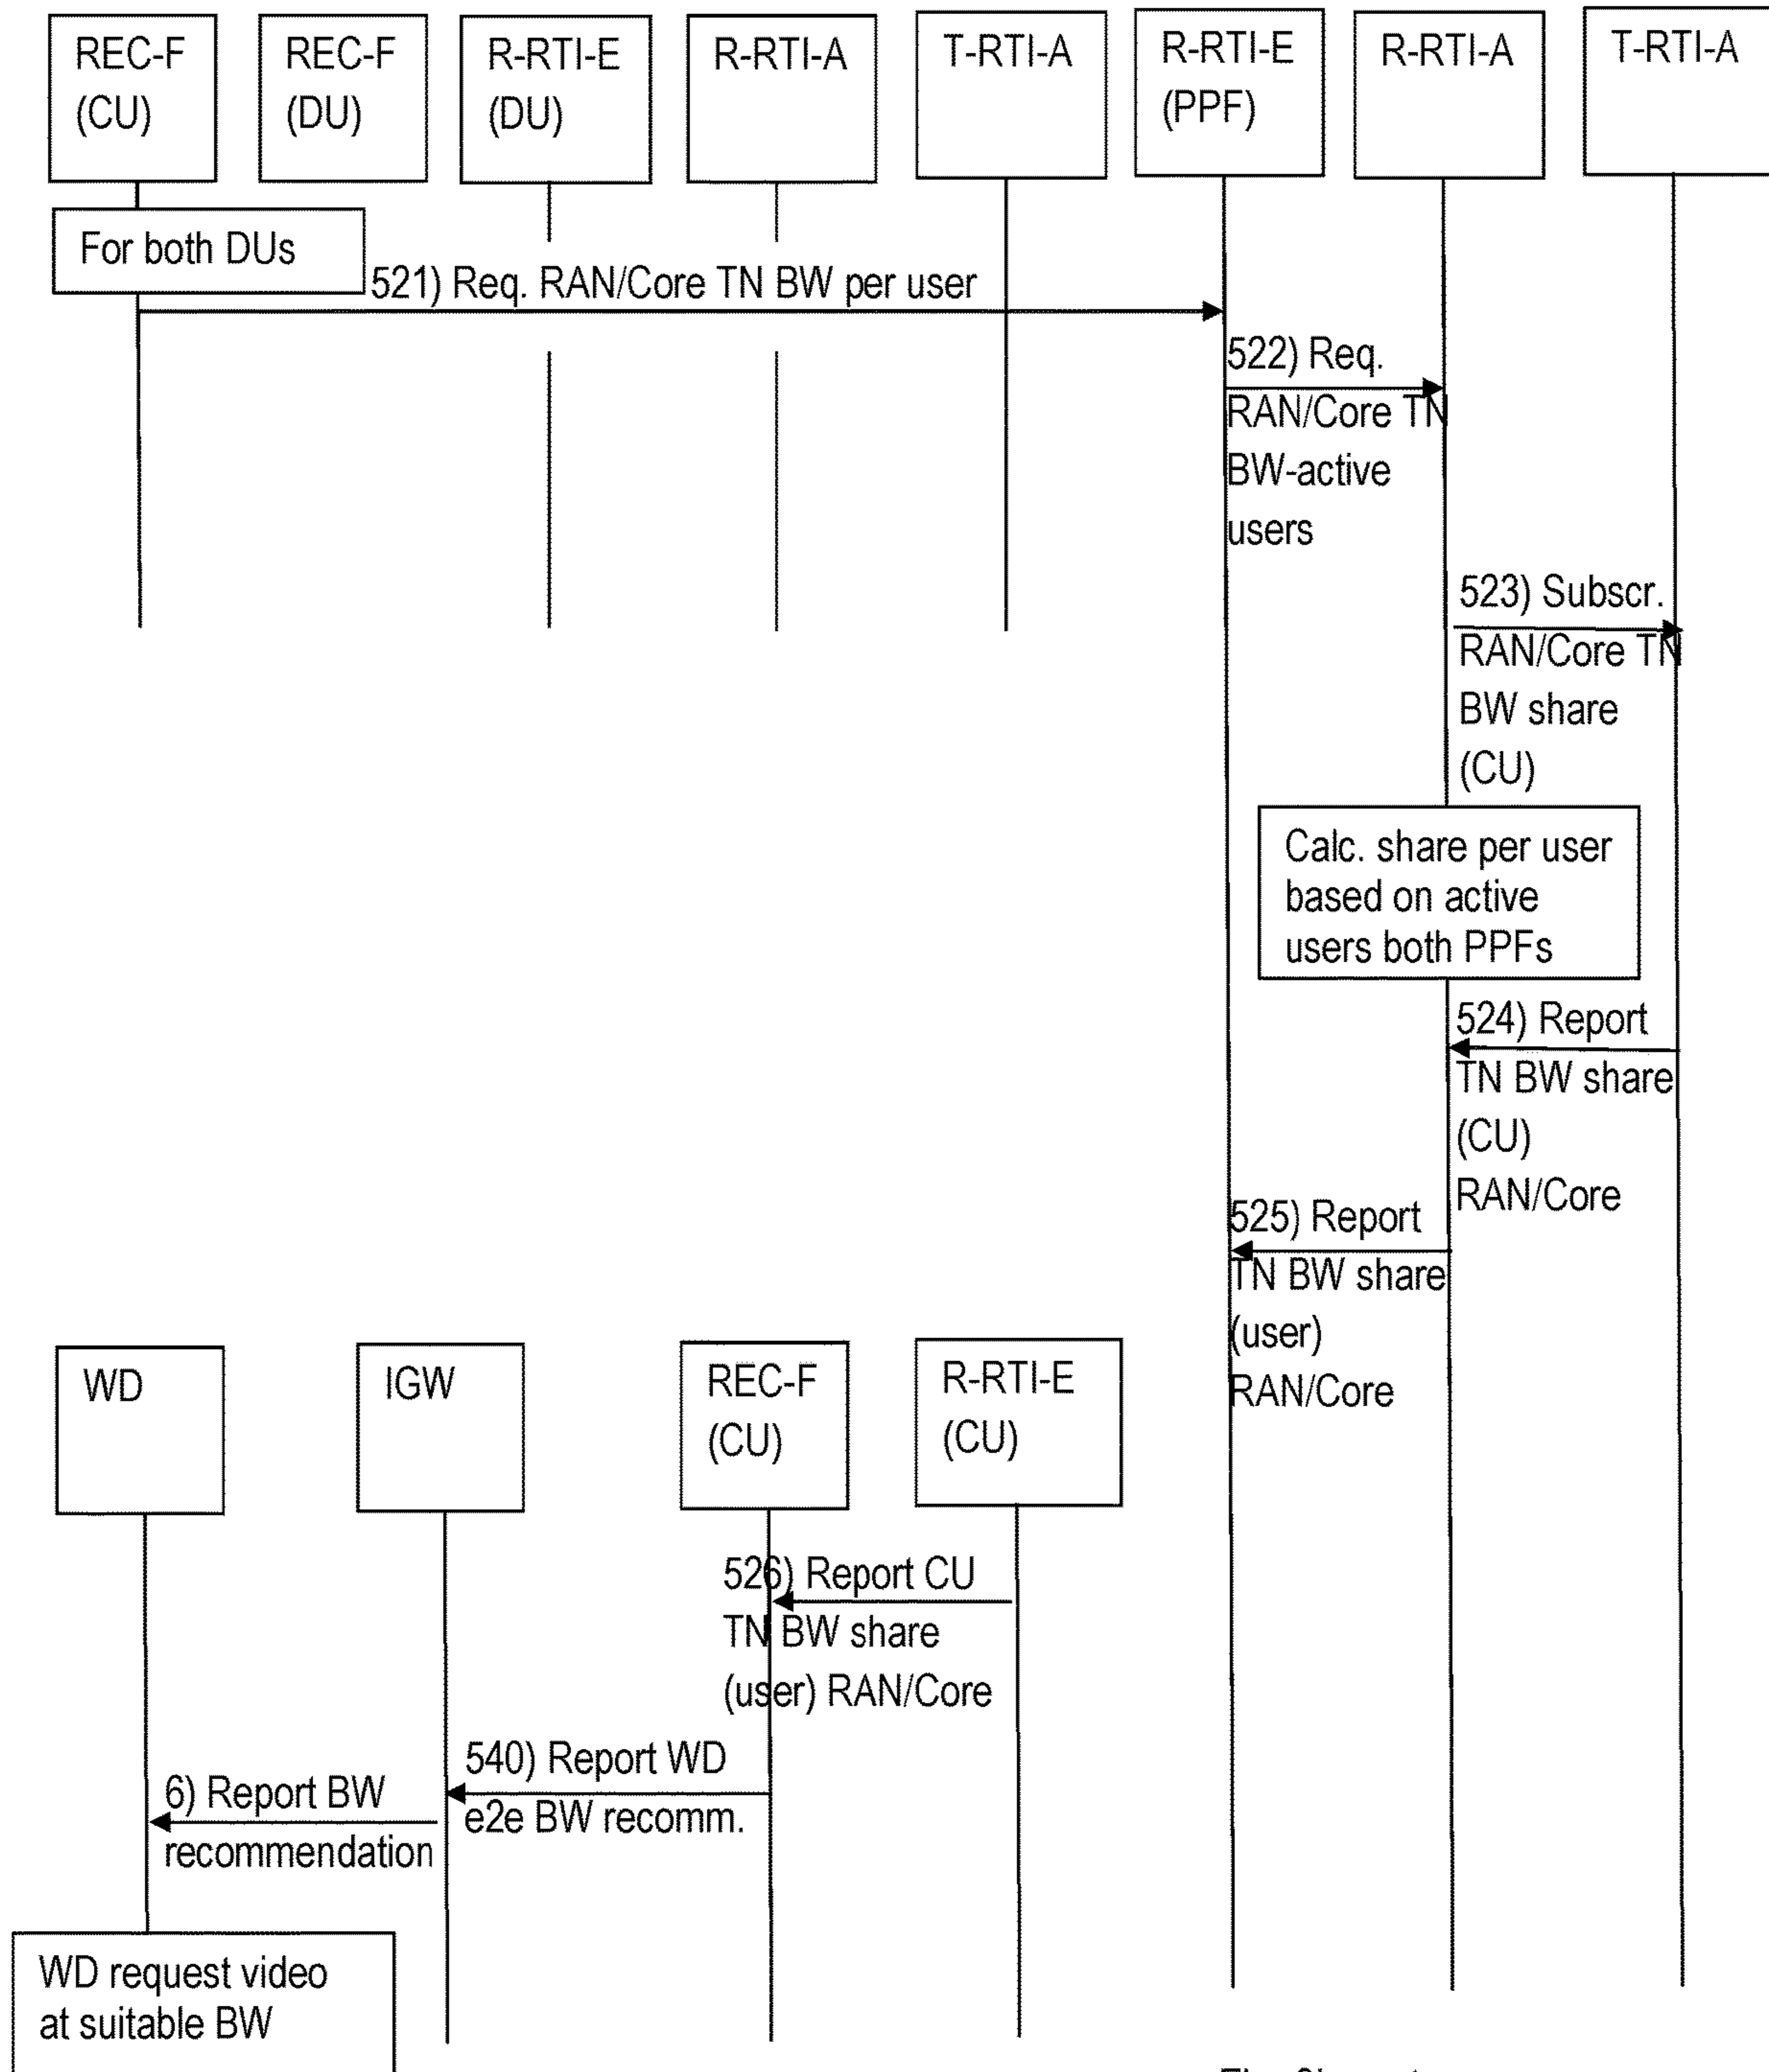 REC-F
(CU)
REC-F
(DU)
R-RTI-E
(DU)
R-RTI-A
T-RTI-A
R-RTI-E
(PPF)
R-RTI-A
T-RTI-A
For both DUs
521) Req. RAN/Core TN BW per user
522) Req.
RAN/Core TN
BW-active
users
523) Subscr.
RAN/Core TN
BW share
(CU)
Calc. share per user
based on active
users both PPFs
524) Report
TN BW share
(CU)
RAN/Core
525) Report
TN BW share
(user)
RAN/Core
WD
IGW
REC-F
(CU)
R-RTI-E
(CU)
526) Report CU
TN BW share
(user) RAN/Core
540) Report WD
e2e BW recomm.
6) Report BW
recommendation
WD request video
at suitable BW